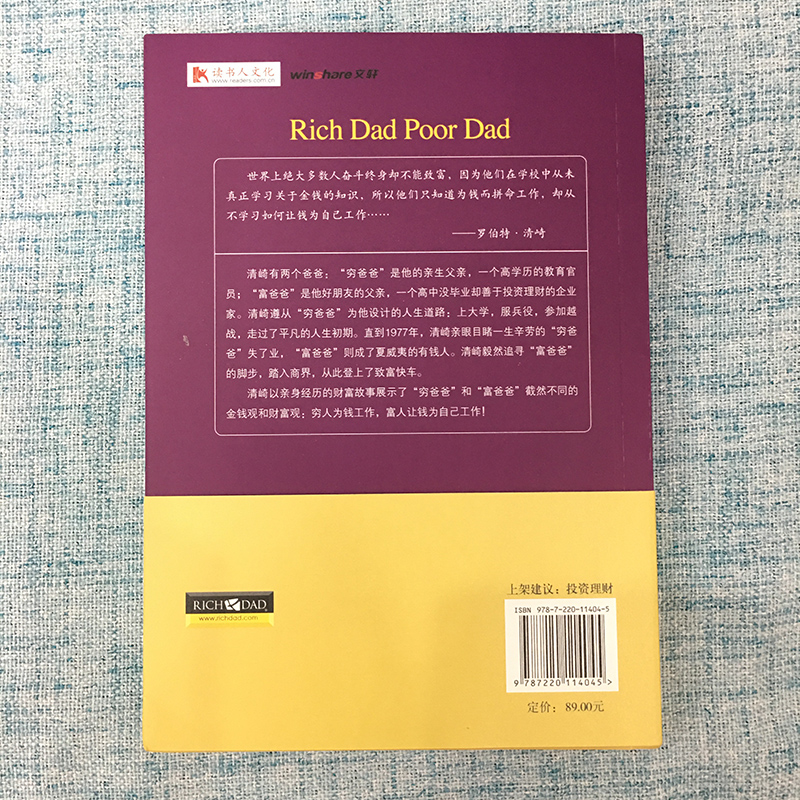 读书人文化
www.readers.com.cn
winshare文轩
Rich Dad Poor Dad
世界上绝大多数人奋斗终身却不能致富，因为他们在学校中从未
真正学习关于金钱的知识，所以他们只知道为钱而拼命工作，却从
不学习如何让钱为自己工作……
——罗伯特·清崎
清崎有两个爸爸：“穷爸爸”是他的亲生父亲，一个高学历的教育官
员；“富爸爸”是他好朋友的父亲，一个高中没毕业却善于投资理财的企业
家。清崎遵从“穷爸爸”为他设计的人生道路：上大学，服兵役，参加越
战，走过了平凡的人生初期。直到1977年，清崎亲眼目睹一生辛劳的“穷爸
爸”失了业，“富爸爸”则成了夏威夷的有钱人。清崎毅然追寻“富爸爸”
的脚步，踏入商界，从此登上了致富快车。
清崎以亲身经历的财富故事展示了“穷爸爸”和“富爸爸”截然不同的
金钱观和财富观：穷人为钱工作，富人让钱为自己工作！
RICH DAD
www.richdad.com
上架建议：投资理财
ISBN 978-7-220-11404-5
9 787220 114045 >
定价：89.00元